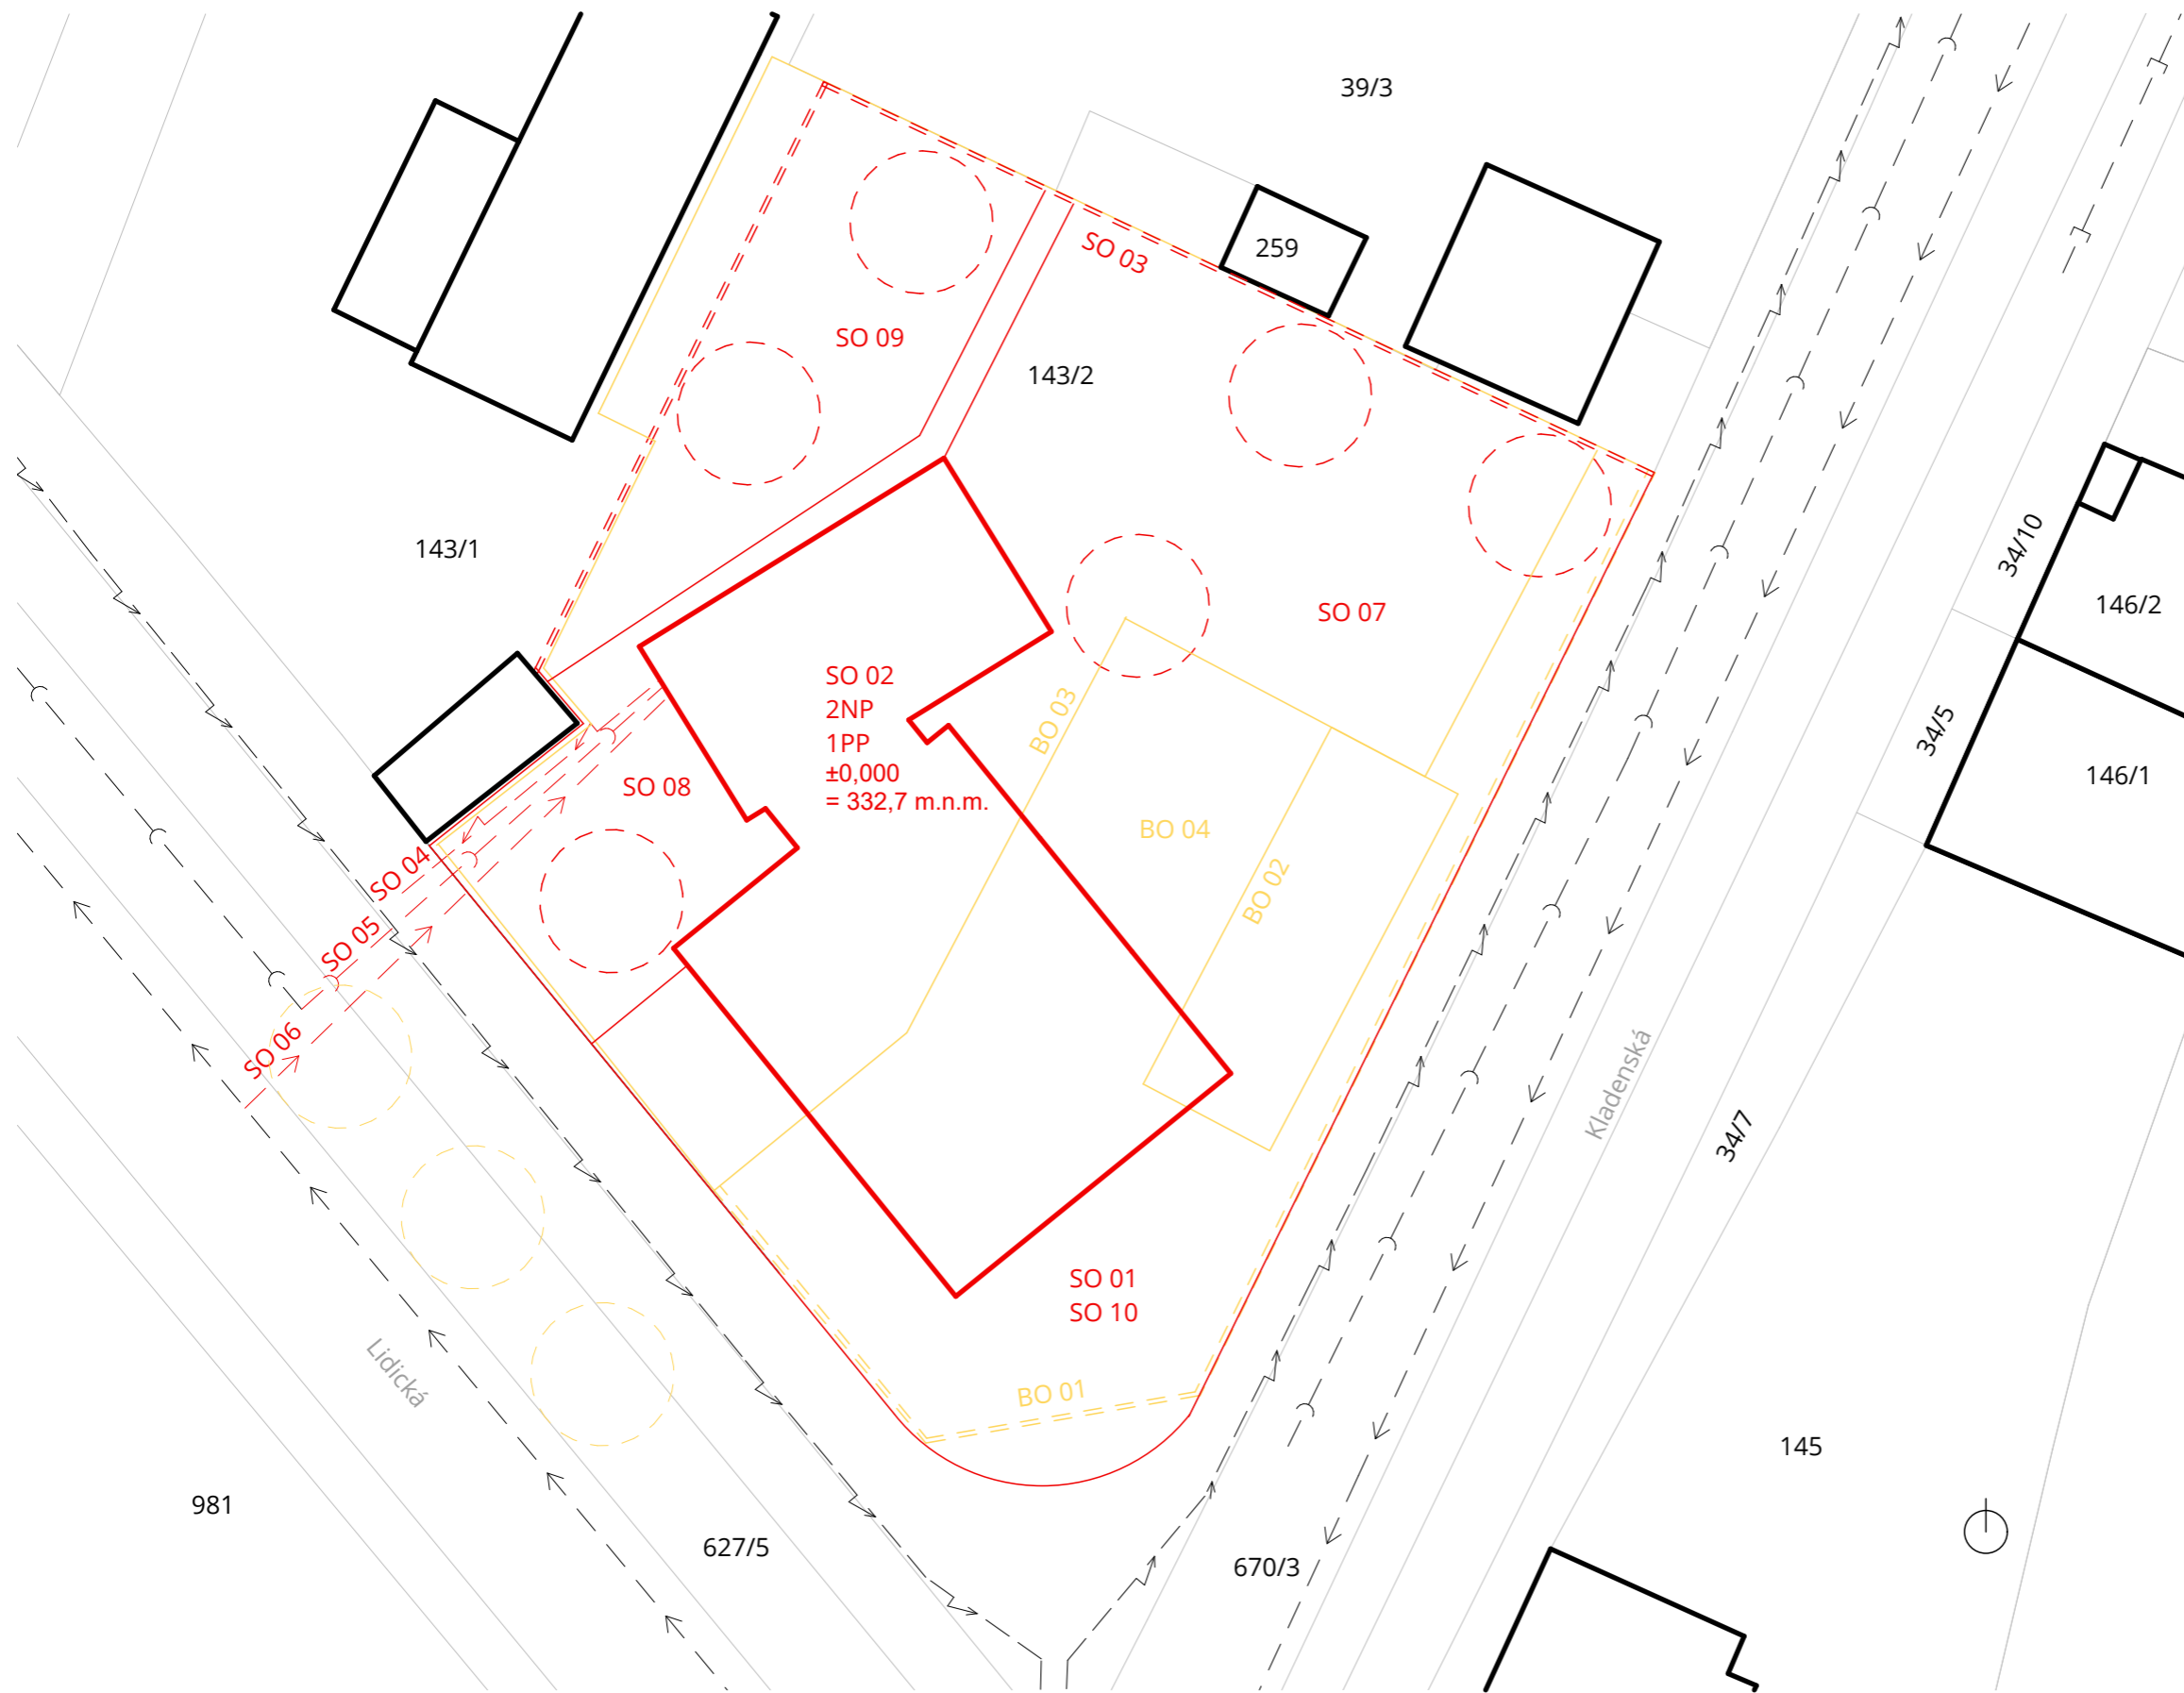 39/3
259
SO 03
SO 09
143/2
143/1
34/10
146/2
SO 07
SO 02
2NP
1PP
±0,000
= 332,7 m.n.m.
BO 03
34/5
146/1
SO 08
BO 04
BO 02
SO 04
SO 05
SO 06
Kladenská
34/7
SO 01
SO 10
Lidická
BO 01
145
981
627/5
670/3